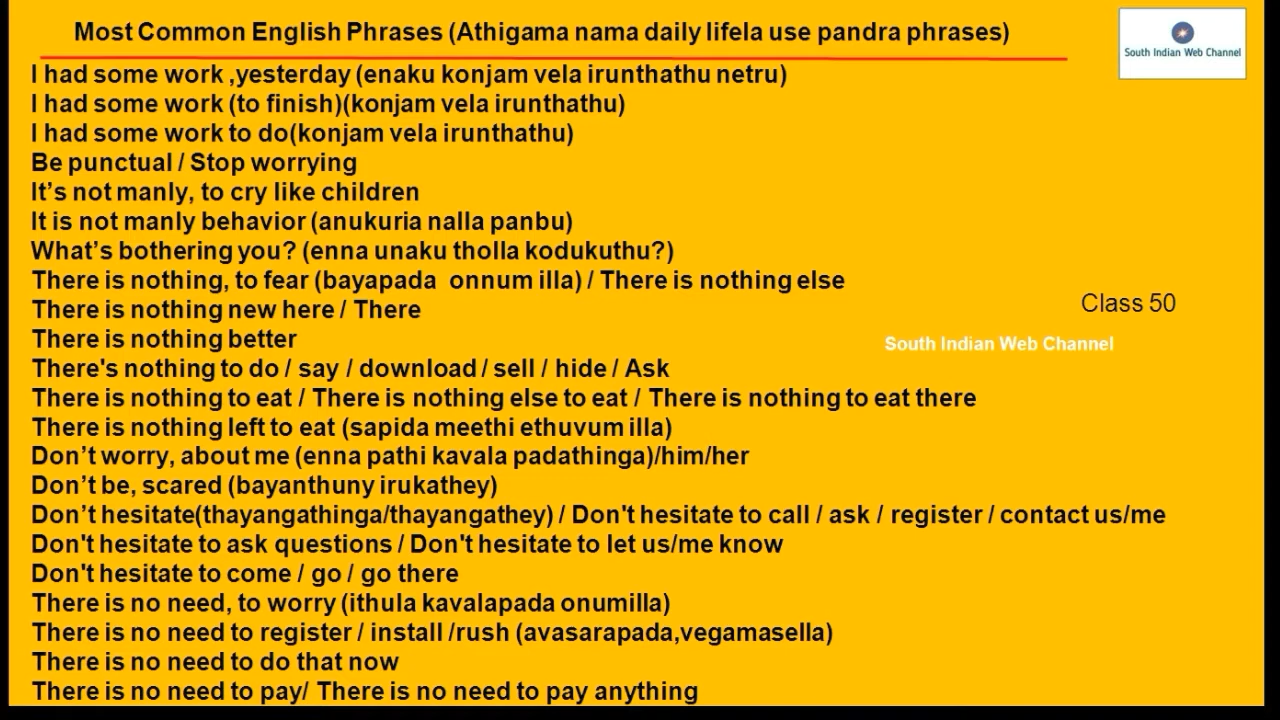 Most Common English Phrases (Athigama nama daily lifela use pandra phrases)
South Indian Web Channel
I had some work ,yesterday (enaku konjam vela irunthathu netru)
I had some work (to finish)(konjam vela irunthathu)
I had some work to do(konjam vela irunthathu)
Be punctual / Stop worrying
It’s not manly, to cry like children
It is not manly behavior (anukuria nalla panbu)
What’s bothering you? (enna unaku tholla kodukuthu?)
There is nothing, to fear (bayapada onnum illa) / There is nothing else
There is nothing new here / There
Class 50
There is nothing better
South Indian Web Channel
There's nothing to do / say / download / sell / hide / Ask
There is nothing to eat / There is nothing else to eat / There is nothing to eat there
There is nothing left to eat (sapida meethi ethuvum illa)
Don’t worry, about me (enna pathi kavala padathinga)/him/her
Don’t be, scared (bayanthuny irukathey)
Don’t hesitate(thayangathinga/thayangathey) / Don't hesitate to call / ask / register / contact us/me
Don't hesitate to ask questions / Don't hesitate to let us/me know
Don't hesitate to come / go / go there
There is no need, to worry (ithula kavalapada onumilla)
There is no need to register / install /rush (avasarapada,vegamasella)
There is no need to do that now
There is no need to pay/ There is no need to pay anything